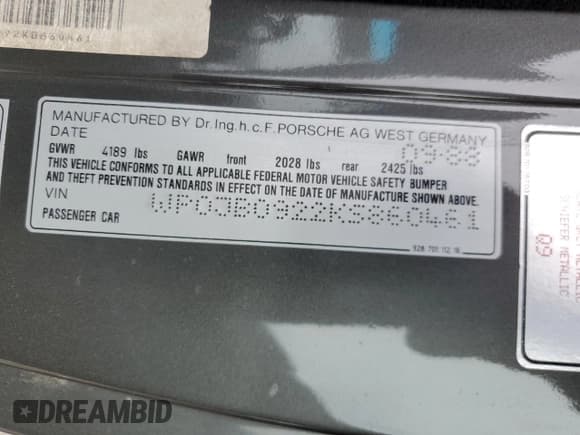 MANUFACTURED BY Dr.Ing.h.c.F.PORSCHE AG WEST GERMANY
DATE 09-88
GVWR 4189 lbs GAWR front 2028 lbs rear 2425 lbs
THIS VEHICLE CONFORMS TO ALL APPLICABLE FEDERAL MOTOR VEHICLE SAFETY BUMPER
AND THEFT PREVENTION STANDARDS IN EFFECT ON THE DATE OF MANUFACTURE SHOWN ABOVE.
VIN WP0JB0922KS860461
PASSENGER CAR
928.701.112.16
SCHIEFER METALLIC
Q9
DREAMBID